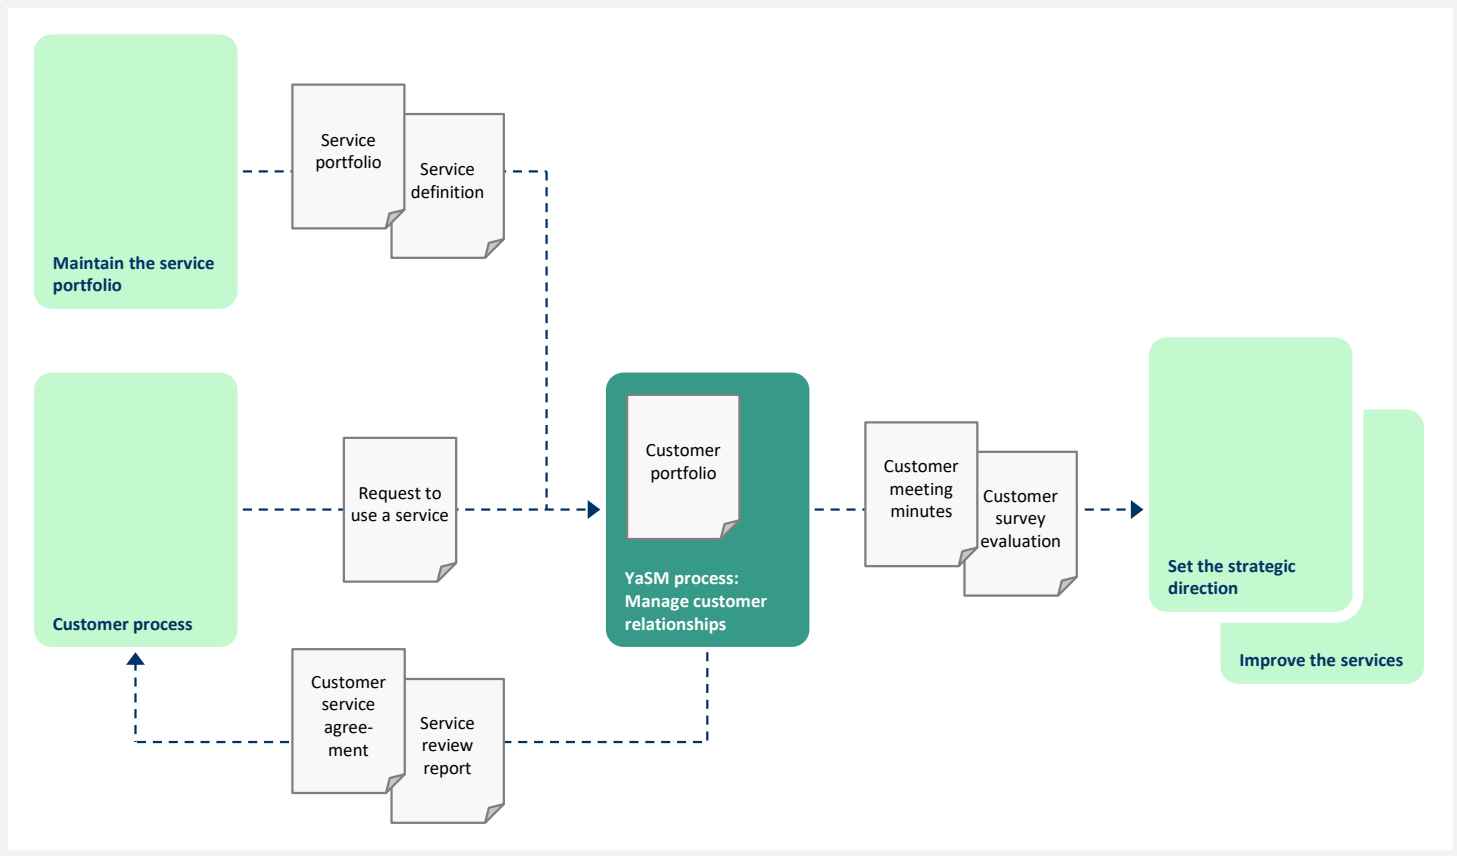 Service
portfolio
Service
definition
Maintain the service
portfolio
Request to
use a service
Customer process
Customer
portfolio
YaSM process:
Manage customer
relationships
Customer
meeting
minutes
Customer
survey
evaluation
Set the strategic
direction
Improve the services
Customer
service
agree-
ment
Service
review
report